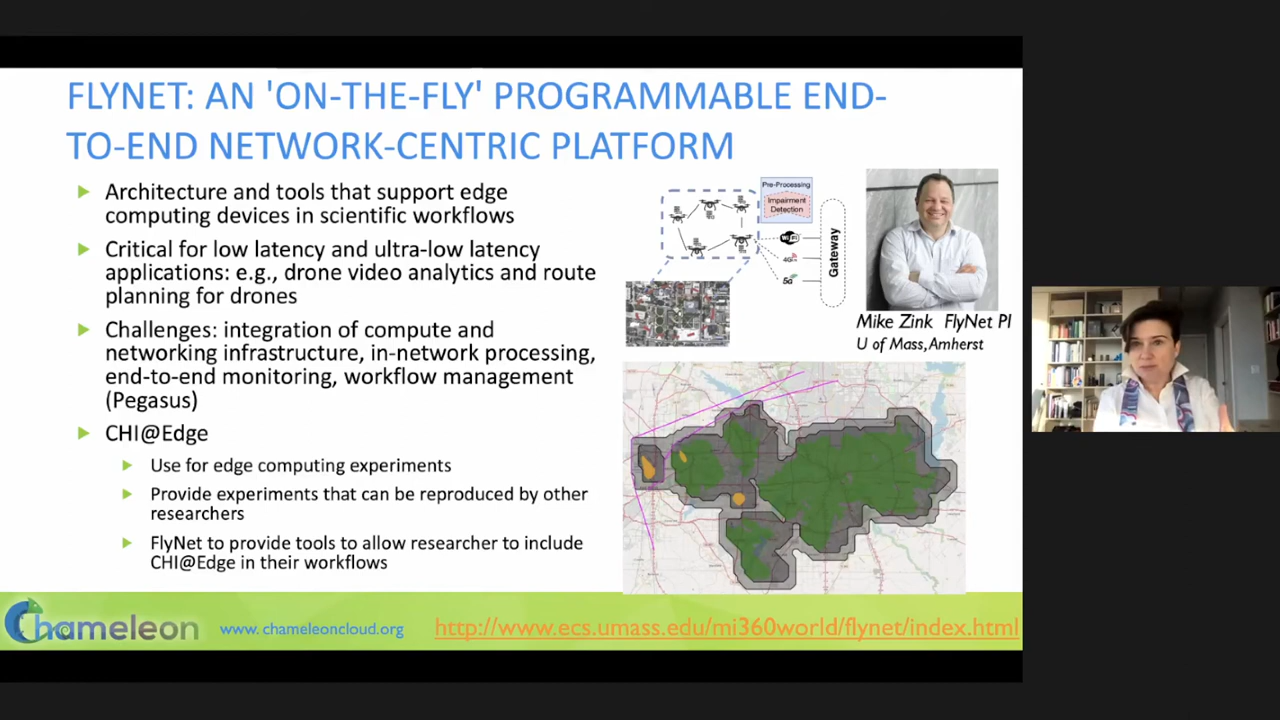 FLYNET: AN 'ON-THE-FLY' PROGRAMMABLE END-
TO-END NETWORK-CENTRIC PLATFORM
Architecture and tools that support edge
computing devices in scientific workflows
Critical for low latency and ultra-low latency
applications: e.g., drone video analytics and route
planning for drones
Challenges: integration of compute and
networking infrastructure, in-network processing,
end-to-end monitoring, workflow management
(Pegasus)
CHI@Edge
Use for edge computing experiments
Provide experiments that can be reproduced by other
researchers
FlyNet to provide tools to allow researcher to include
CHI@Edge in their workflows
Pre-Processing
Impairment
Detection
WiFi
4G
5G
Gateway
Mike Zink FlyNet PI
U of Mass, Amherst
Chameleon
www.chameleoncloud.org
http://www.ecs.umass.edu/mi360world/flynet/index.html